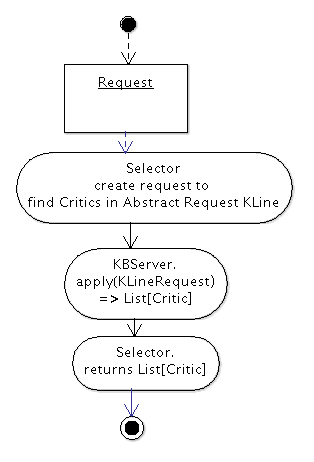 Request
Selector
create request to
find Critics in Abstract Request KLine
KBServer.
apply(KLineRequest)
=> List[Critic]
Selector.
returns List[Critic]